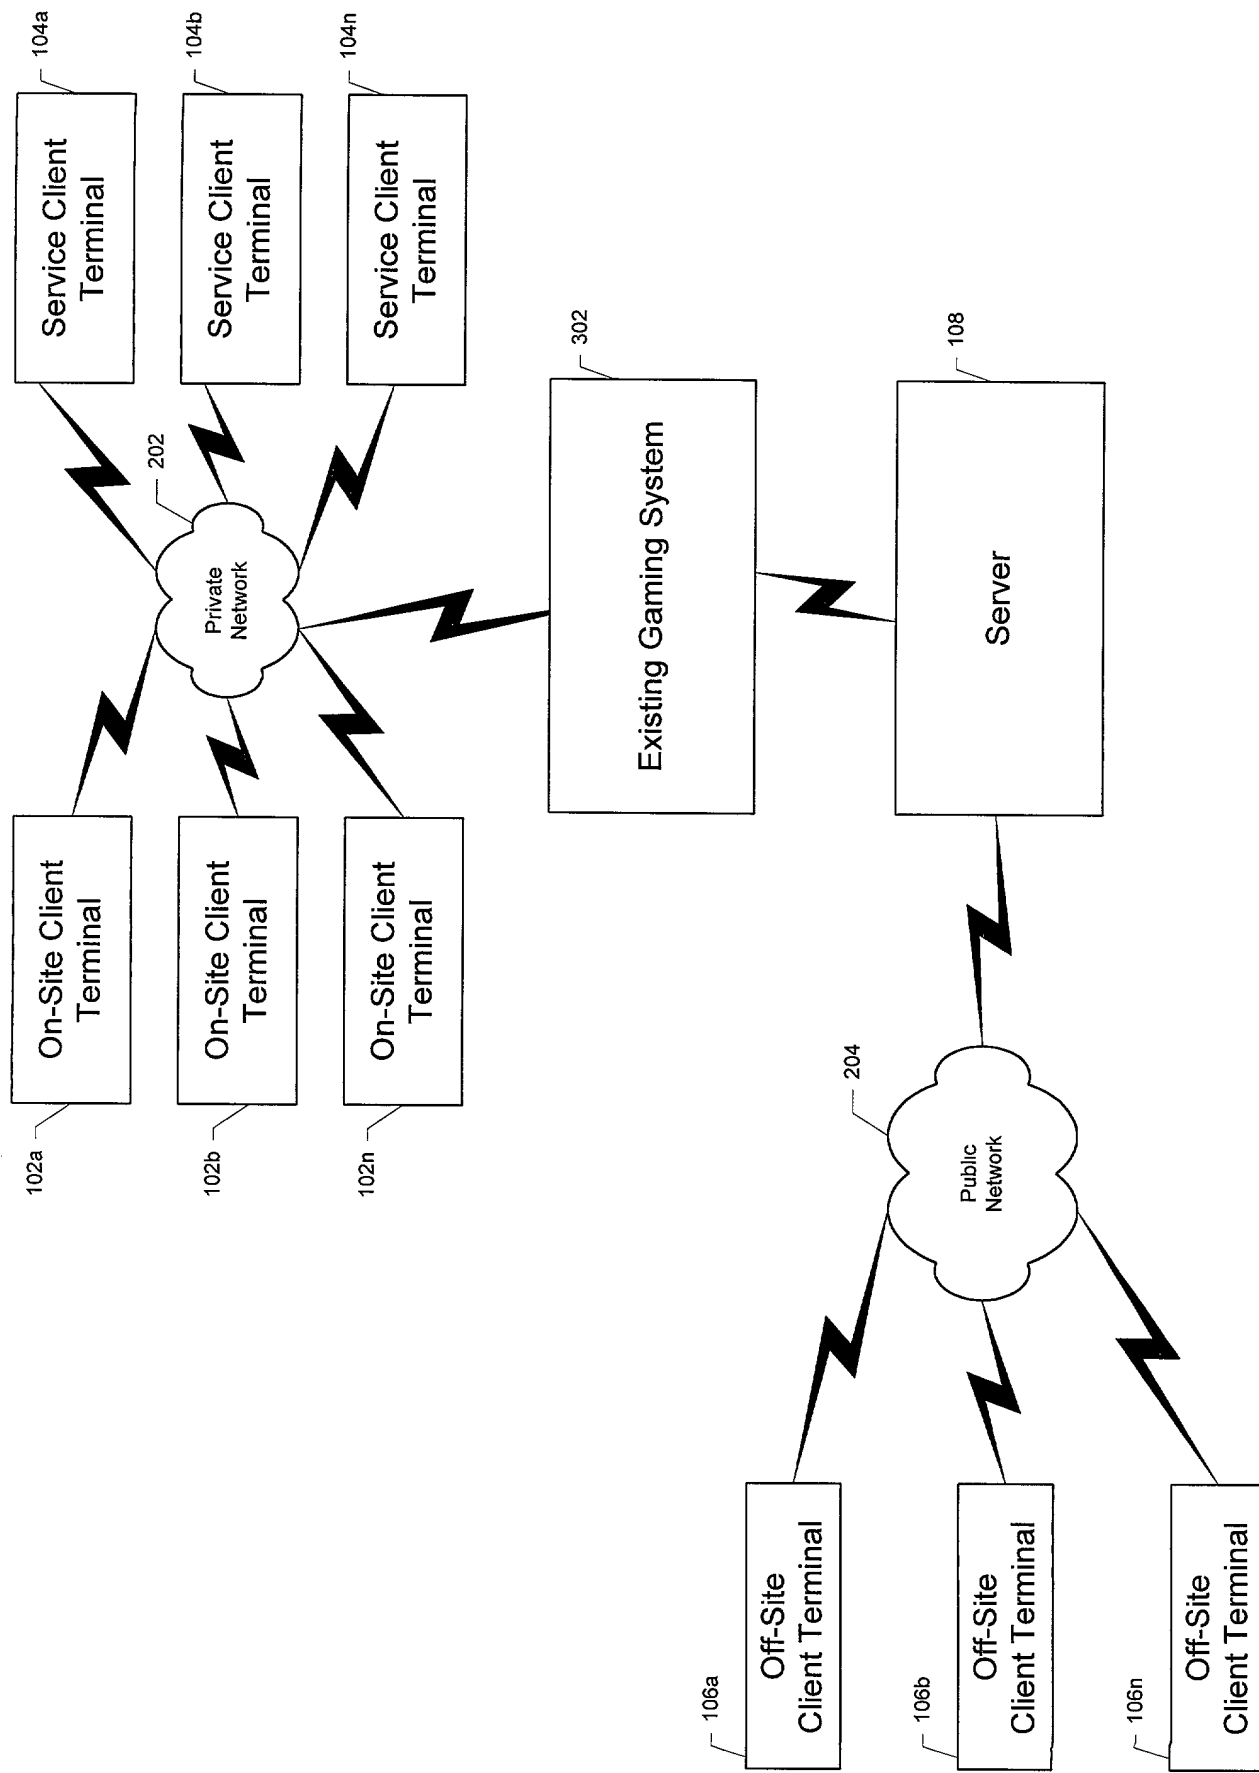 102a
On-Site Client
Terminal
102b
On-Site Client
Terminal
102n
On-Site Client
Terminal
Private
Network
202
104a
Service Client
Terminal
104b
Service Client
Terminal
104n
Service Client
Terminal
302
Existing Gaming System
108
Server
204
Public
Network
106a
Off-Site
Client Terminal
106b
Off-Site
Client Terminal
106n
Off-Site
Client Terminal